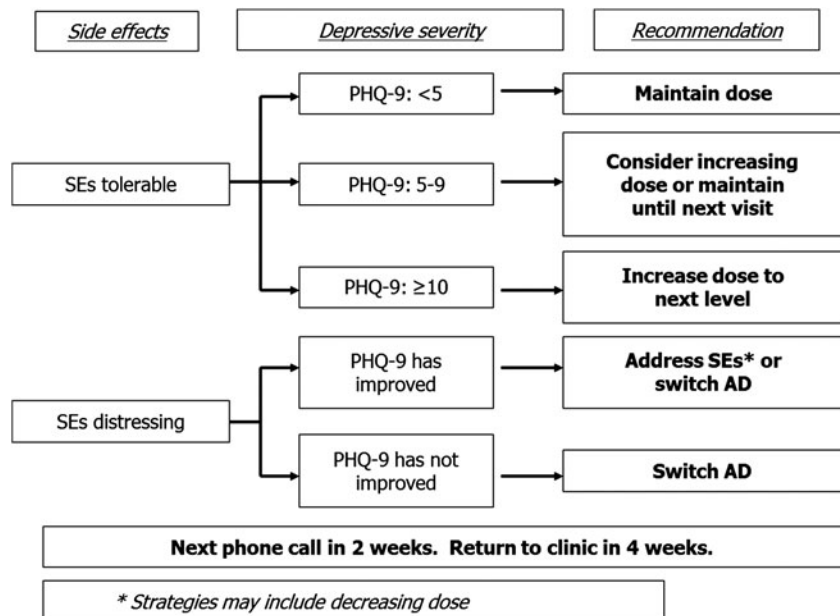 Side effects
Depressive severity
Recommendation
SEs tolerable
PHQ-9: <5
Maintain dose
PHQ-9: 5-9
Consider increasing
dose or maintain
until next visit
PHQ-9: ≥10
Increase dose to
next level
SEs distressing
PHQ-9 has
improved
Address SEs* or
switch AD
PHQ-9 has not
improved
Switch AD
Next phone call in 2 weeks. Return to clinic in 4 weeks.
* Strategies may include decreasing dose